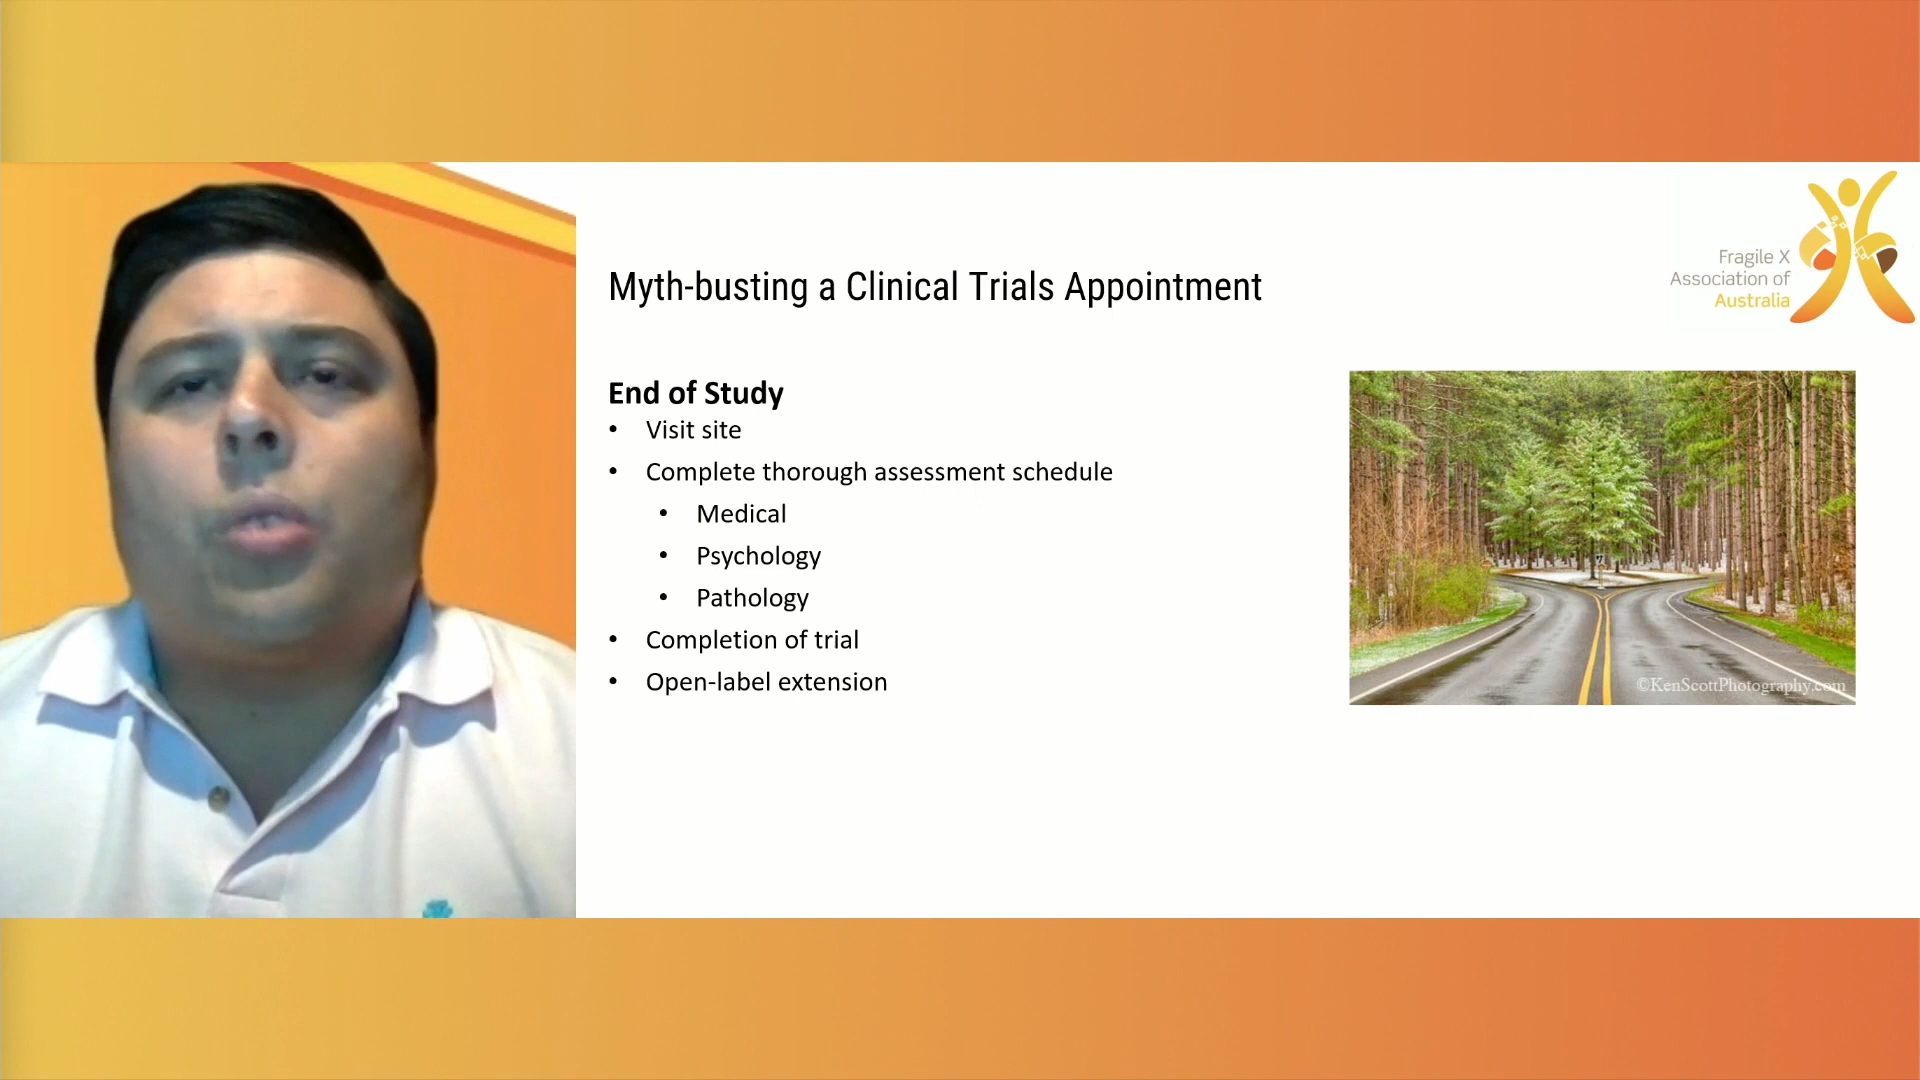 Myth-busting a Clinical Trials Appointment
Fragile X
Association of
Australia
End of Study
• Visit site
• Complete thorough assessment schedule
• Medical
• Psychology
• Pathology
• Completion of trial
• Open-label extension
©KenScottPhotography.com